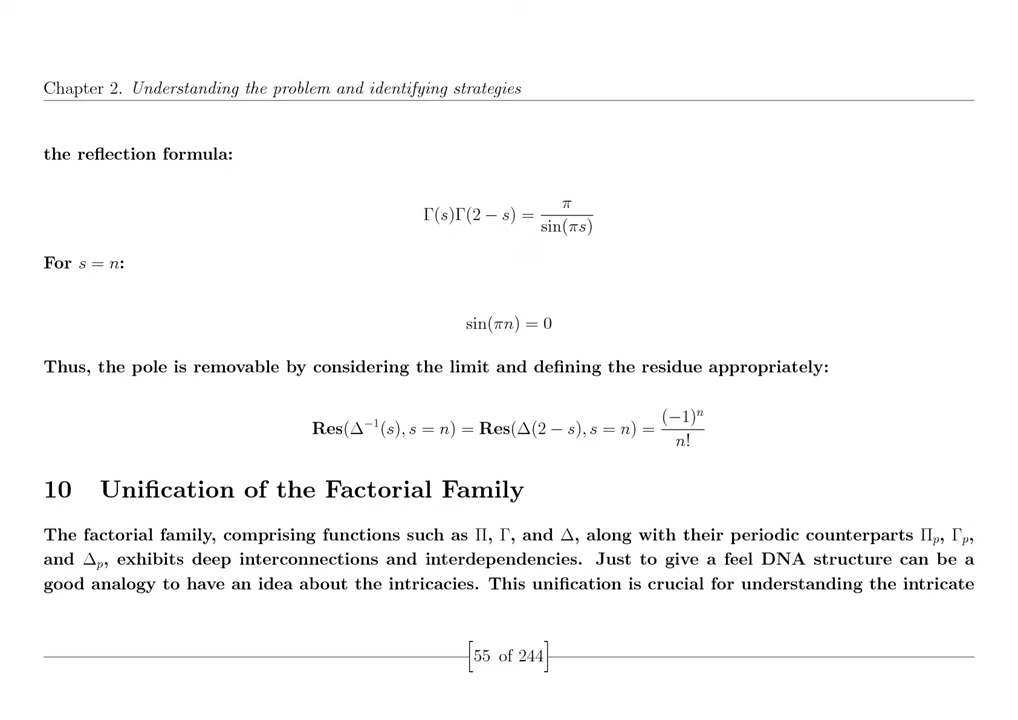 Chapter 2. Understanding the problem and identifying strategies
the reflection formula:
Γ(s)Γ(2 − s) = π / sin(πs)
For s = n:
sin(πn) = 0
Thus, the pole is removable by considering the limit and defining the residue appropriately:
Res(Δ⁻¹(s), s = n) = Res(Δ(2 − s), s = n) = (−1)ⁿ / n!
10 Unification of the Factorial Family
The factorial family, comprising functions such as Π, Γ, and Δ, along with their periodic counterparts Πₚ, Γₚ,
and Δₚ, exhibits deep interconnections and interdependencies. Just to give a feel DNA structure can be a
good analogy to have an idea about the intricacies. This unification is crucial for understanding the intricate
[55 of 244]